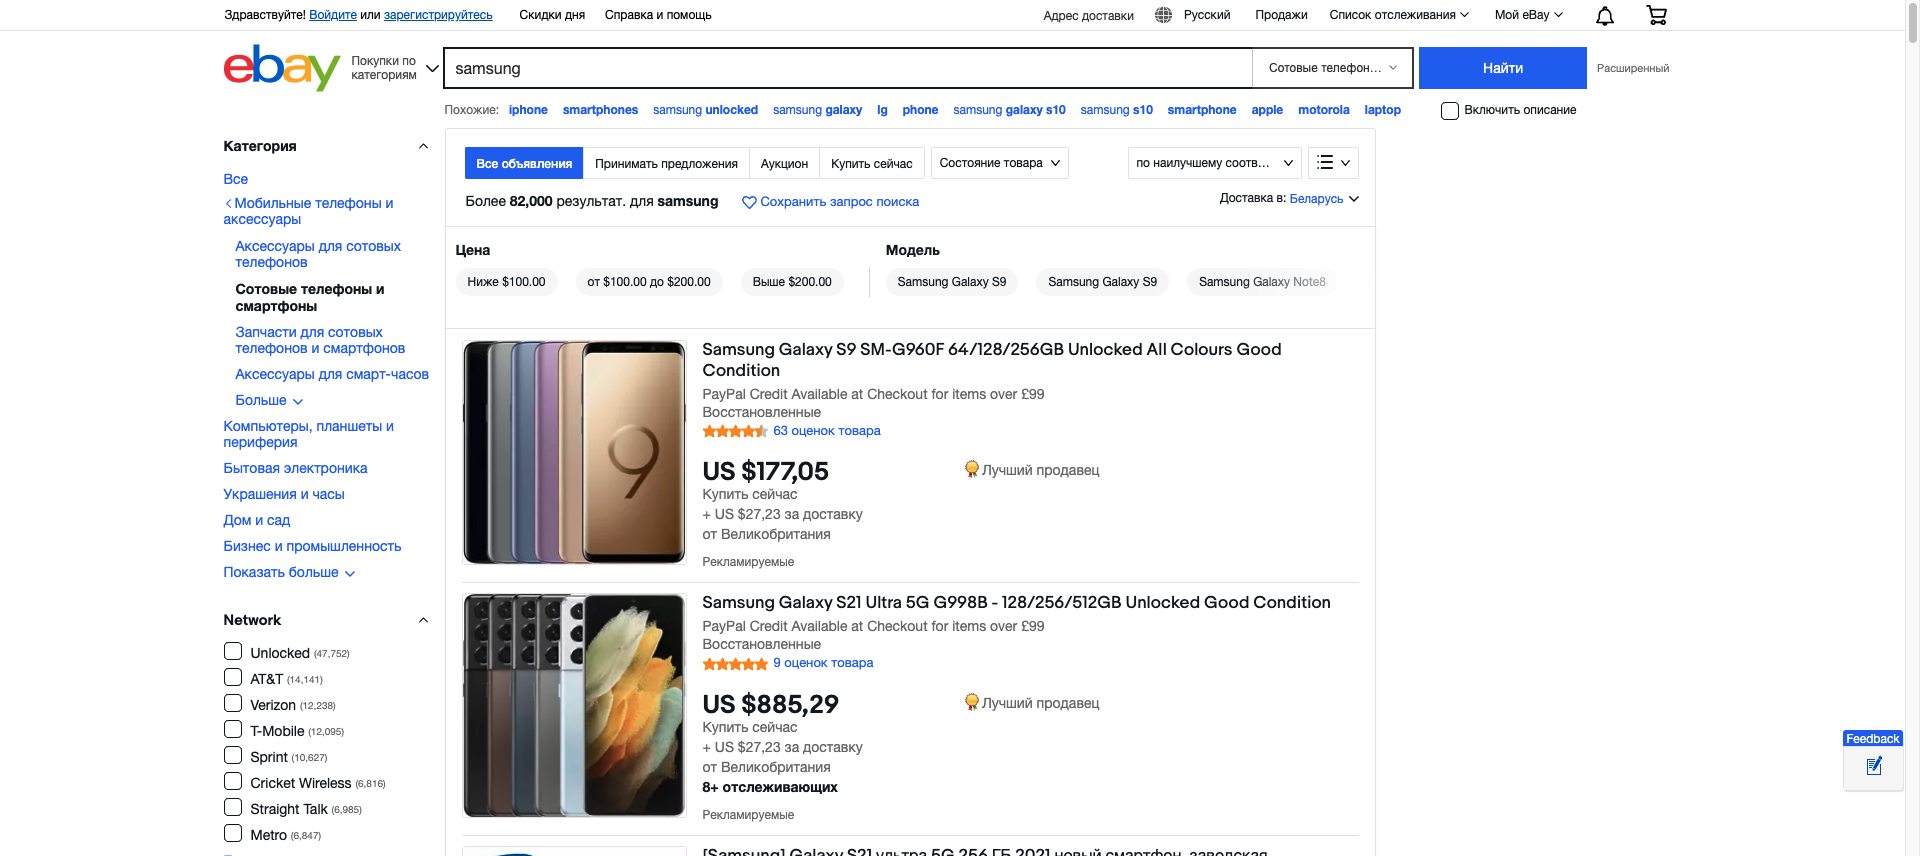 Здравствуйте! Войдите или зарегистрируйтесь
Скидки дня
Справка и помощь
Адрес доставки
Русский
Продажи
Список отслеживания
Мой eBay
ebay
Покупки по категориям
samsung
Сотовые телефон...
Найти
Расширенный
Похожие: iphone smartphones samsung unlocked samsung galaxy lg phone samsung galaxy s10 samsung s10 smartphone apple motorola laptop
Включить описание
Категория
Все
Мобильные телефоны и
аксессуары
Аксессуары для сотовых
телефонов
Сотовые телефоны и
смартфоны
Запчасти для сотовых
телефонов и смартфонов
Аксессуары для смарт-часов
Больше
Компьютеры, планшеты и
периферия
Бытовая электроника
Украшения и часы
Дом и сад
Бизнес и промышленность
Показать больше
Network
Unlocked (47,752)
AT&T (14,141)
Verizon (12,238)
T-Mobile (12,095)
Sprint (10,627)
Cricket Wireless (6,816)
Straight Talk (6,985)
Metro (6,847)
Все объявления
Принимать предложения
Аукцион
Купить сейчас
Состояние товара
по наилучшему соотв...
Более 82,000 результат. для samsung
Сохранить запрос поиска
Доставка в: Беларусь
Цена
Ниже $100.00
от $100.00 до $200.00
Выше $200.00
Модель
Samsung Galaxy S9
Samsung Galaxy S9
Samsung Galaxy Note8
9
Samsung Galaxy S9 SM-G960F 64/128/256GB Unlocked All Colours Good
Condition
PayPal Credit Available at Checkout for items over £99
Восстановленные
63 оценок товара
US $177,05
Лучший продавец
Купить сейчас
+ US $27,23 за доставку
от Великобритания
Рекламируемые
Samsung Galaxy S21 Ultra 5G G998B - 128/256/512GB Unlocked Good Condition
PayPal Credit Available at Checkout for items over £99
Восстановленные
9 оценок товара
US $885,29
Лучший продавец
Купить сейчас
+ US $27,23 за доставку
от Великобритания
8+ отслеживающих
Рекламируемые
[Samsung] Galaxy S21 ультра 5G 256 ГБ 2021 новый смартфон, заводская
Feedback